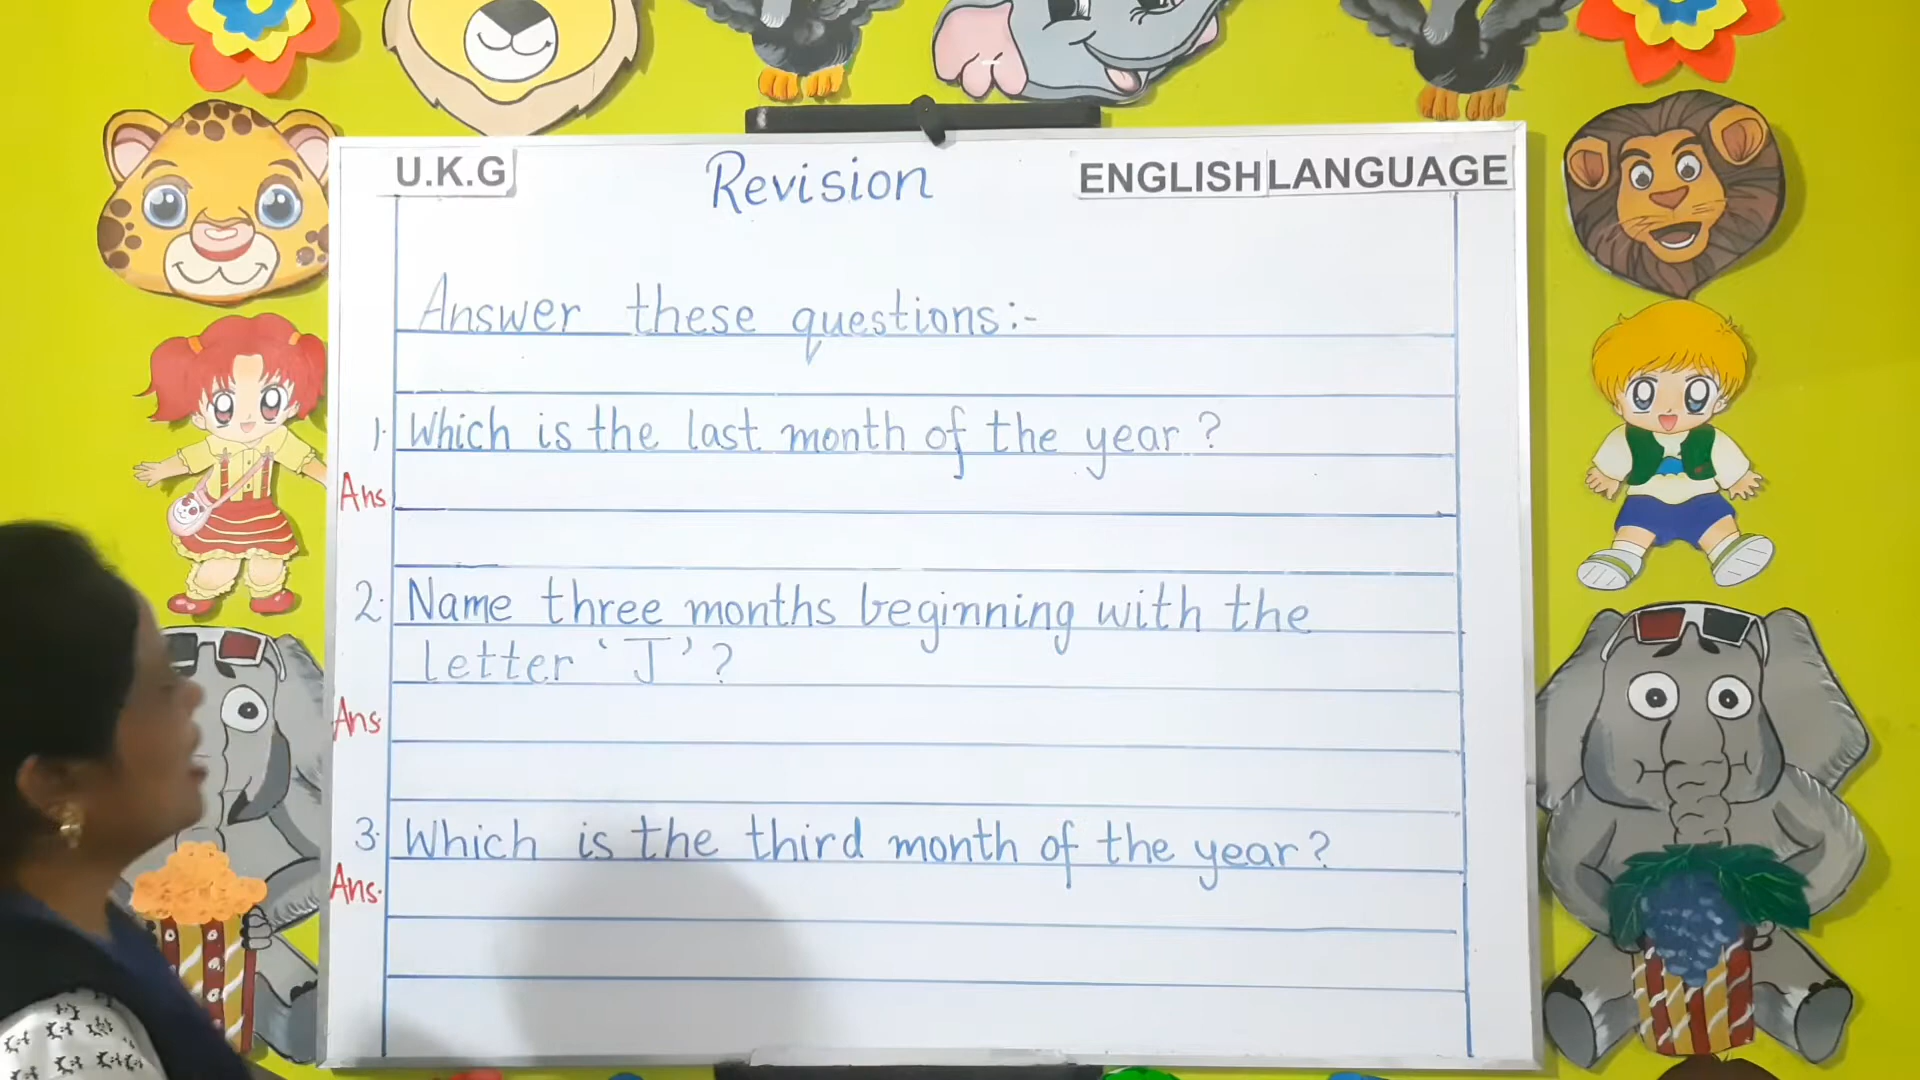 U.K.G Revision ENGLISH LANGUAGE
Answer these questions:-
1. Which is the last month of the year ?
Ans
2. Name three months beginning with the
letter 'J' ?
Ans.
3. Which is the third month of the year?
Ans.